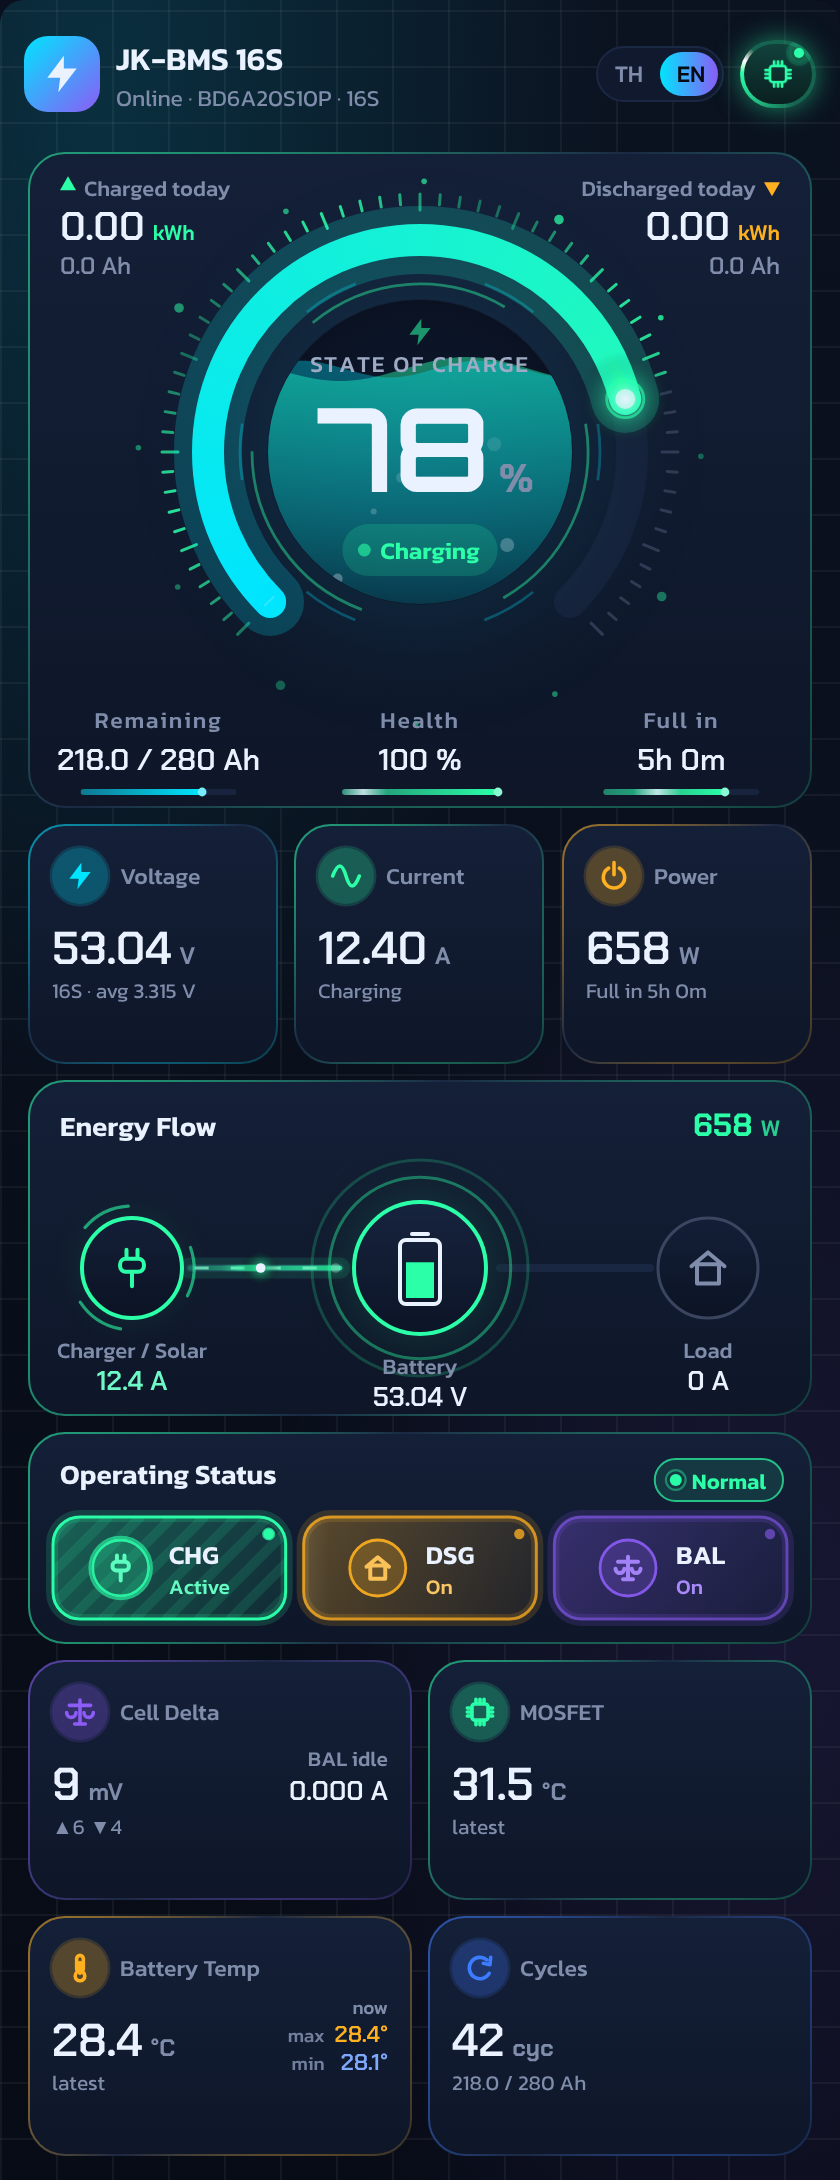 JK-BMS 16S
Online · BD6A20S10P · 16S
TH EN
▲ Charged today
0.00 kWh
0.0 Ah
Discharged today ▼
0.00 kWh
0.0 Ah
STATE OF CHARGE
78 %
Charging
Remaining
218.0 / 280 Ah
Health
100 %
Full in
5h 0m
Voltage
53.04 V
16S · avg 3.315 V
Current
12.40 A
Charging
Power
658 W
Full in 5h 0m
Energy Flow
658 W
Charger / Solar
12.4 A
Battery
53.04 V
Load
0 A
Operating Status
Normal
CHG
Active
DSG
On
BAL
On
Cell Delta
9 mV
▲6 ▼4
BAL idle
0.000 A
MOSFET
31.5 °C
latest
Battery Temp
28.4 °C
latest
now
max 28.4°
min 28.1°
Cycles
42 cyc
218.0 / 280 Ah